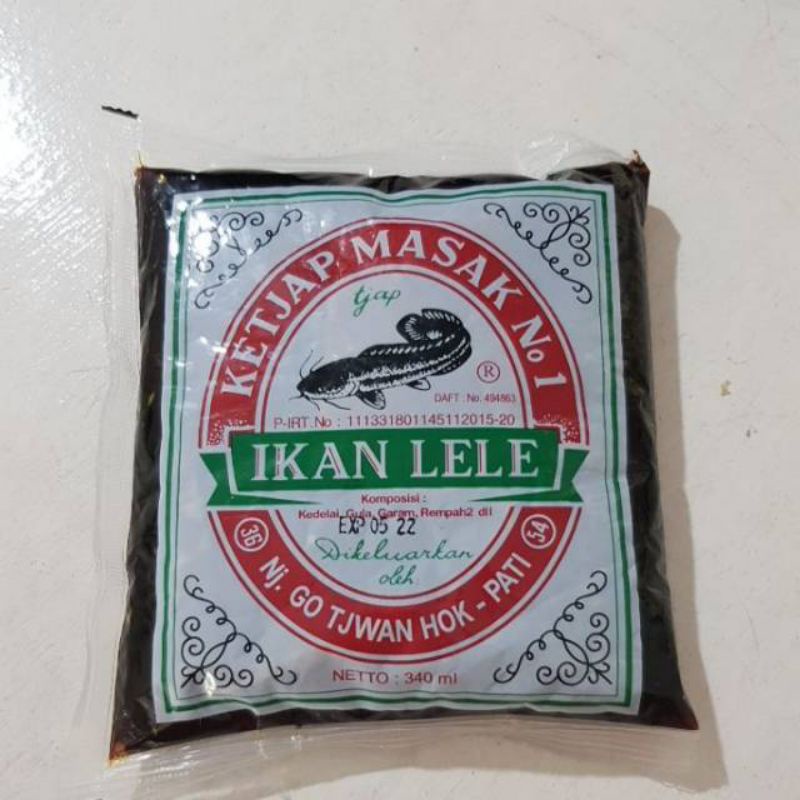 KETJAP MASAK No 1
tjap
®
DAFT : No. 494863
P-IRT.No : 111331801145112015-20
IKAN LELE
Komposisi :
Kedelai, Gula, Garam, Rempah2 dll
EXP 05 22
Dikeluarkan
oleh.
36
54
Nj. GO TJWAN HOK - PATI
NETTO : 340 ml